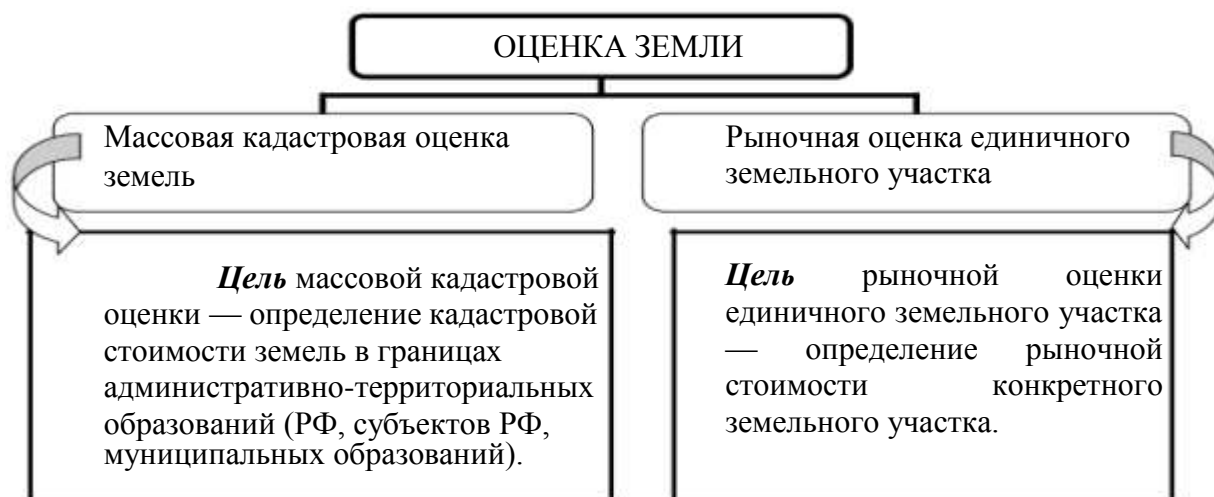 ОЦЕНКА ЗЕМЛИ
Массовая кадастровая оценка
земель
Рыночная оценка единичного
земельного участка
Цель массовой кадастровой
оценки — определение кадастровой
стоимости земель в границах
административно-территориальных
образований (РФ, субъектов РФ,
муниципальных образований).
Цель рыночной оценки
единичного земельного участка
— определение рыночной
стоимости конкретного
земельного участка.